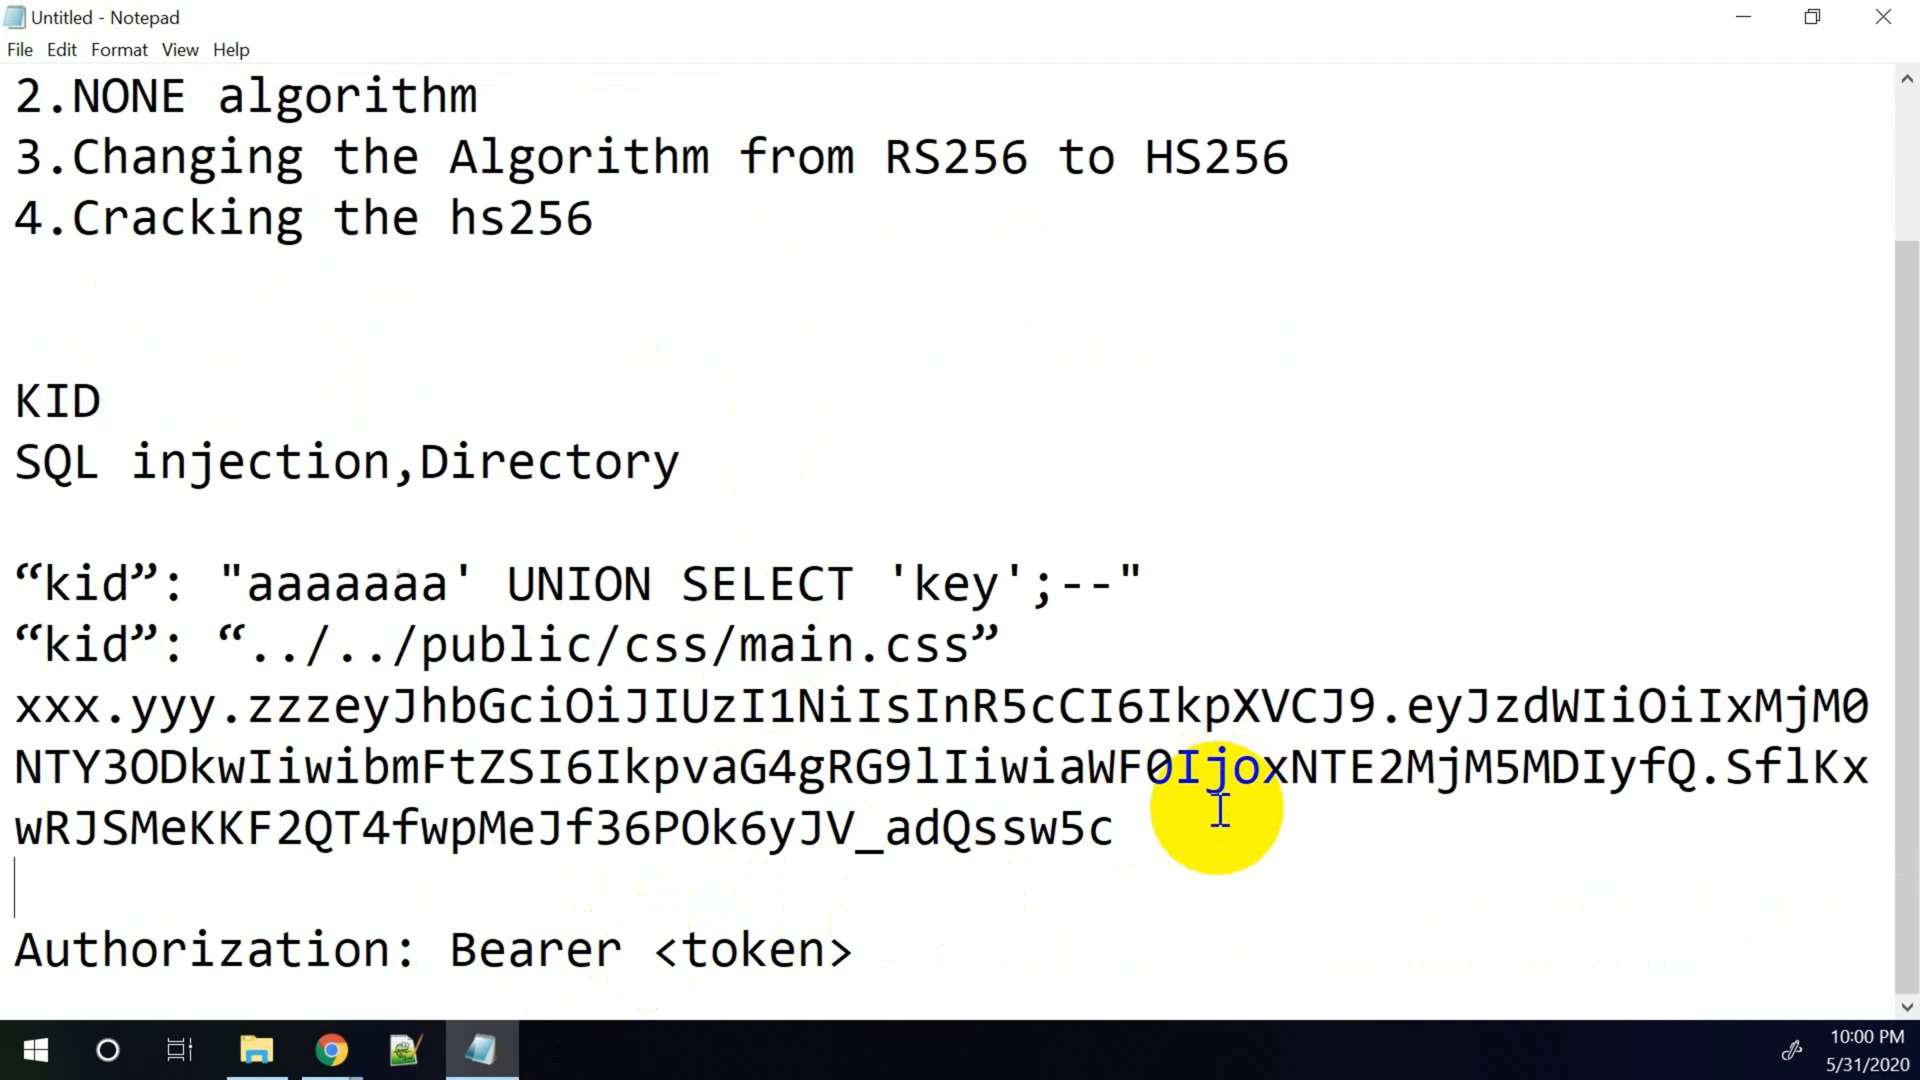 Untitled - Notepad
File Edit Format View Help
2.NONE algorithm
3.Changing the Algorithm from RS256 to HS256
4.Cracking the hs256
KID
SQL injection,Directory
“kid”: "aaaaaaa' UNION SELECT 'key';--"
“kid”: “../../public/css/main.css”
xxx.yyy.zzzeyJhbGciOiJIUzI1NiIsInR5cCI6IkpXVCJ9.eyJzdWIiOiIxMjM0
NTY3ODkwIiwibmFtZSI6IkpvaG4gRG9lIiwiaWF0IjoxNTE2MjM5MDIyfQ.SflKx
wRJSMeKKF2QT4fwpMeJf36POk6yJV_adQssw5c
Authorization: Bearer <token>
10:00 PM
5/31/2020